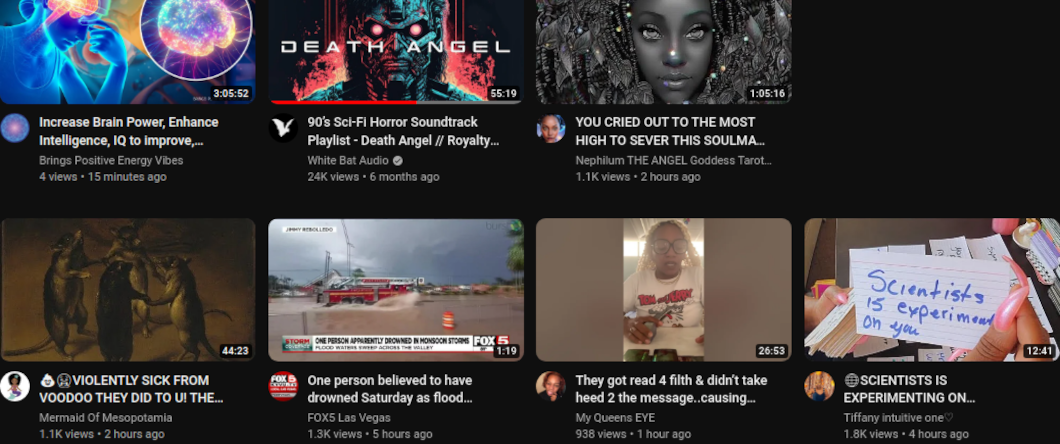 3:05:52
DEATH ANGEL
55:19
1:05:16
Increase Brain Power, Enhance
Intelligence, IQ to improve,...
Brings Positive Energy Vibes
4 views • 15 minutes ago
90's Sci-Fi Horror Soundtrack
Playlist - Death Angel // Royalty...
White Bat Audio
24K views • 6 months ago
YOU CRIED OUT TO THE MOST
HIGH TO SEVER THIS SOULMA...
Nephilum THE ANGEL Goddess Tarot...
1.1K views • 2 hours ago
44:23
JIMMY REBOLLEDO
STORM
ONE PERSON APPARENTLY DROWNED IN MONSOON STORMS
FLOOD WATERS SWEEP ACROSS THE VALLEY
FOX 5
1:19
26:53
Scientists
is experiment
on you
12:41
🔥😨VIOLENTLY SICK FROM
VOODOO THEY DID TO U! THE...
Mermaid Of Mesopotamia
1.1K views • 2 hours ago
FOX 5
One person believed to have
drowned Saturday as flood...
FOX5 Las Vegas
1.3K views • 5 hours ago
They got read 4 filth & didn't take
heed 2 the message..causing...
My Queens EYE
938 views • 1 hour ago
🌐SCIENTISTS IS
EXPERIMENTING ON...
Tiffany intuitive one♡
1.8K views • 4 hours ago